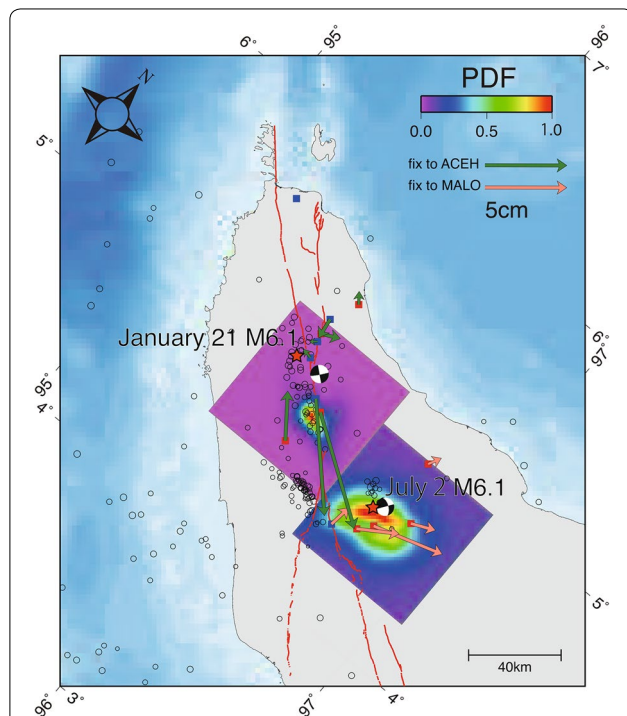 6° 95° 96°
7°
N
PDF
0.0 0.5 1.0
fix to ACEH
fix to MALO
5cm
5°
January 21 M6.1
6°
97°
95°
4°
July 2 M6.1
5°
40km
96° 3° 97° 4°